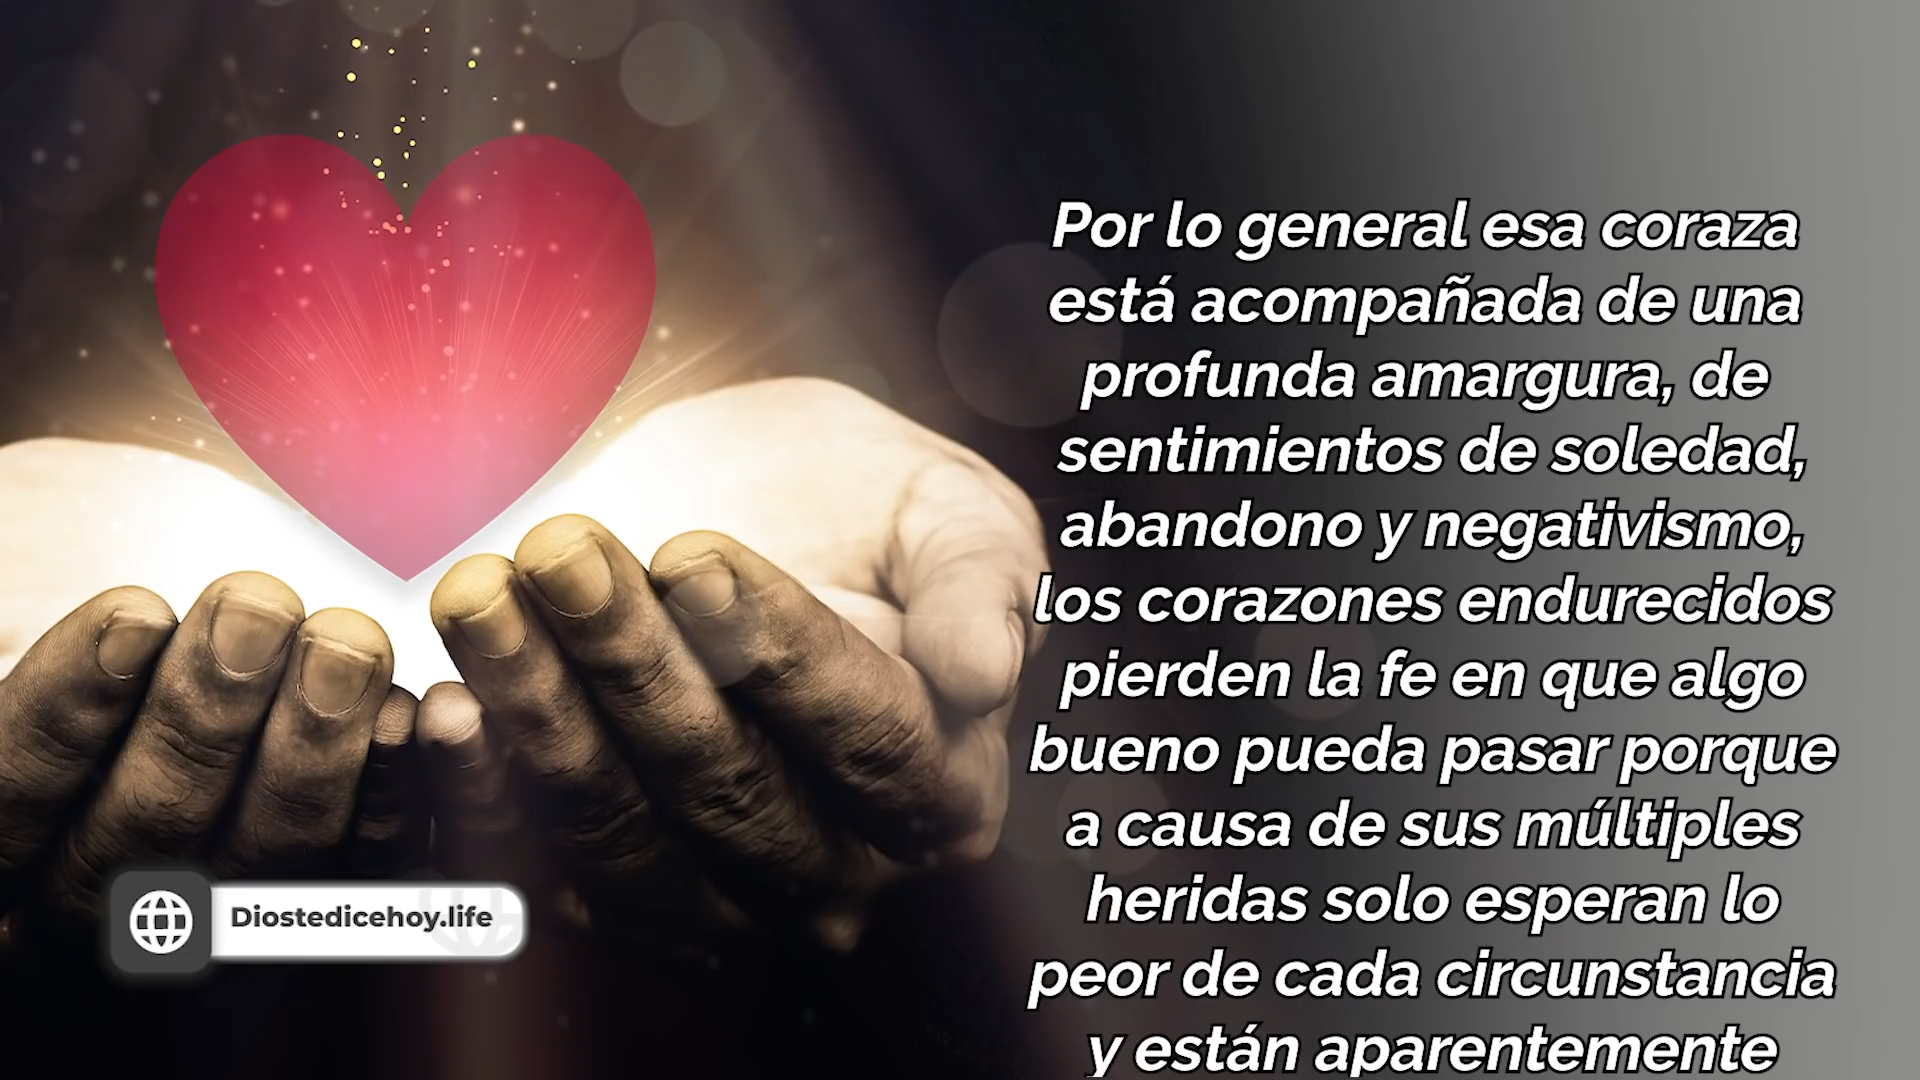 Por lo general esa coraza
está acompañada de una
profunda amargura, de
sentimientos de soledad,
abandono y negativismo,
los corazones endurecidos
pierden la fe en que algo
bueno pueda pasar porque
a causa de sus múltiples
heridas solo esperan lo
peor de cada circunstancia
y están aparentemente
Diostedicehoy.life